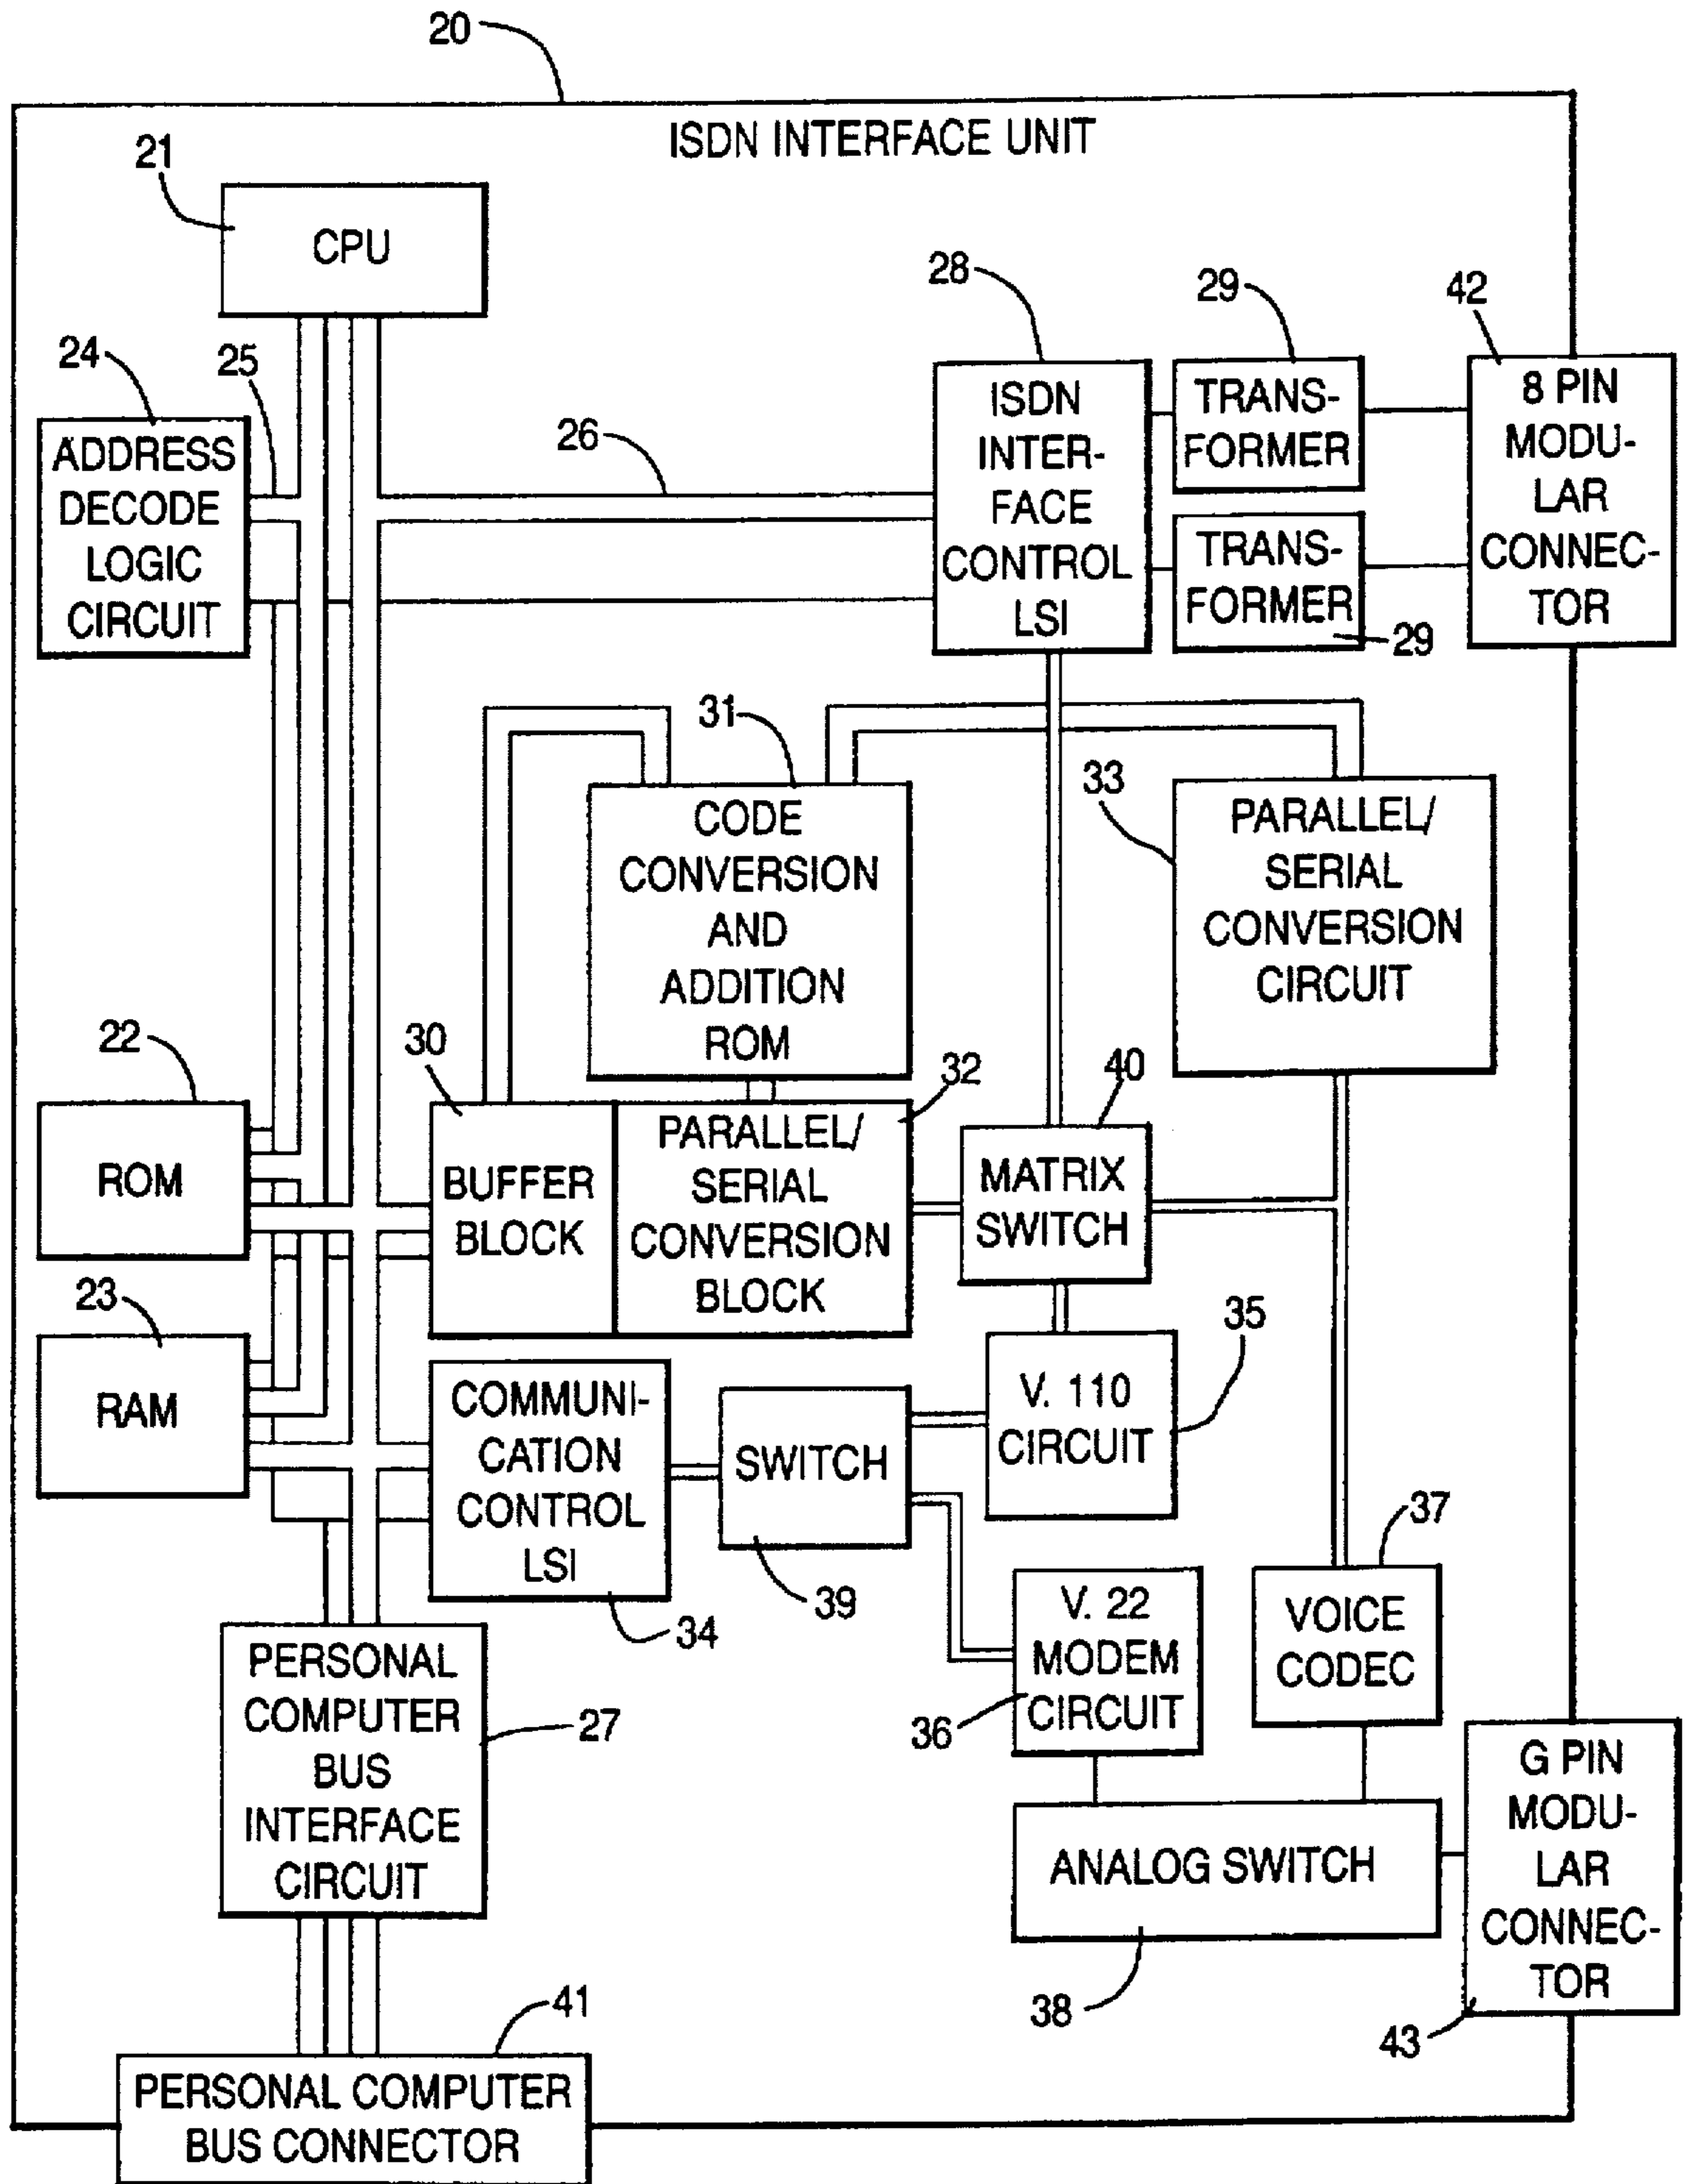 20
ISDN INTERFACE UNIT
21
CPU
28
29
42
24
25
26
ADDRESS
DECODE
LOGIC
CIRCUIT
ISDN
INTER-
FACE
CONTROL
LSI
TRANS-
FORMER
TRANS-
FORMER
29
8 PIN
MODU-
LAR
CONNEC-
TOR
31
CODE
CONVERSION
AND
ADDITION
ROM
33
PARALLEL/
SERIAL
CONVERSION
CIRCUIT
22
ROM
30
BUFFER
BLOCK
32
PARALLEL/
SERIAL
CONVERSION
BLOCK
40
MATRIX
SWITCH
23
RAM
COMMUNI-
CATION
CONTROL
LSI
34
SWITCH
39
35
V. 110
CIRCUIT
37
V. 22
MODEM
CIRCUIT
36
VOICE
CODEC
PERSONAL
COMPUTER
BUS
INTERFACE
CIRCUIT
27
ANALOG SWITCH
38
G PIN
MODU-
LAR
CONNEC-
TOR
43
41
PERSONAL COMPUTER
BUS CONNECTOR